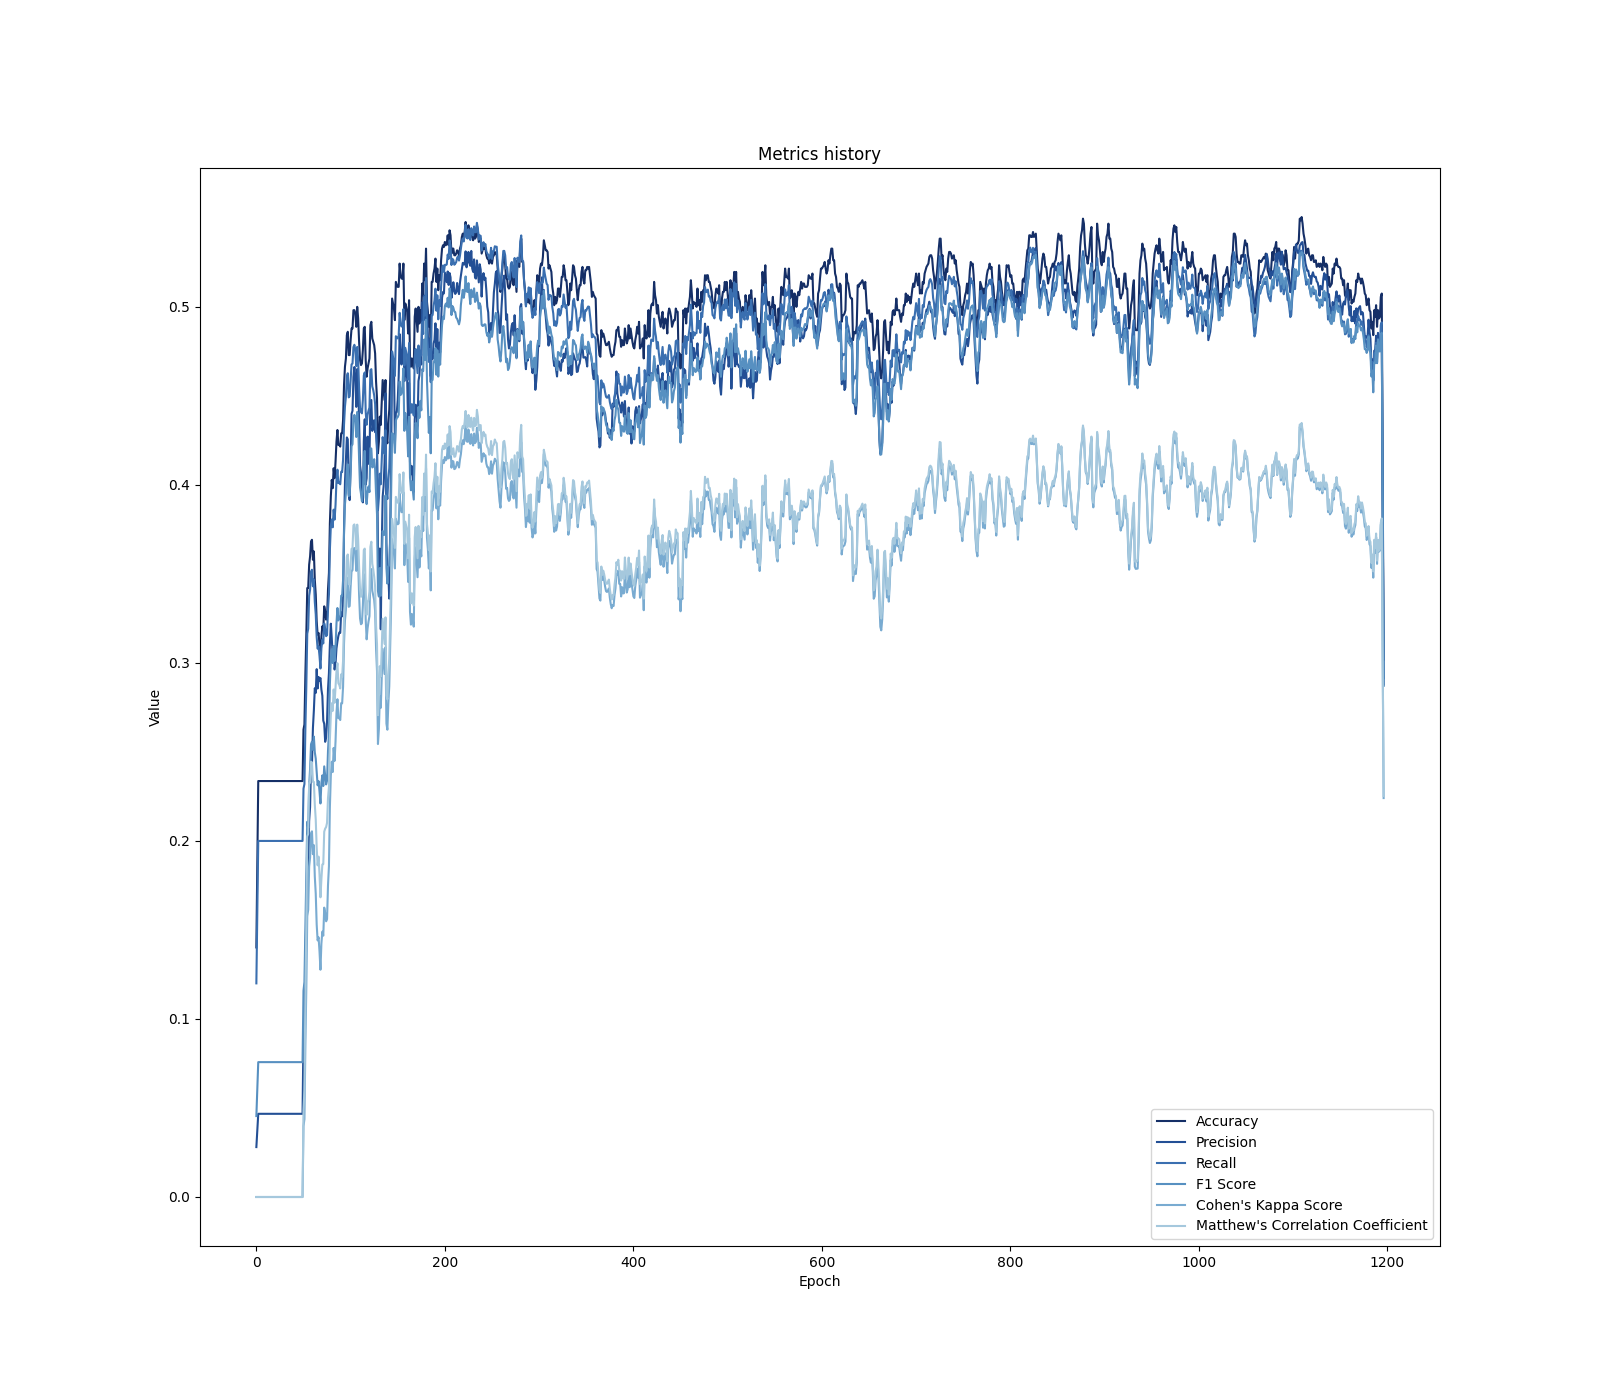 Metrics history
0.5
0.4
0.3
0.2
0.1
0.0
Value
0 200 400 600 800 1000 1200
Epoch
Accuracy
Precision
Recall
F1 Score
Cohen's Kappa Score
Matthew's Correlation Coefficient